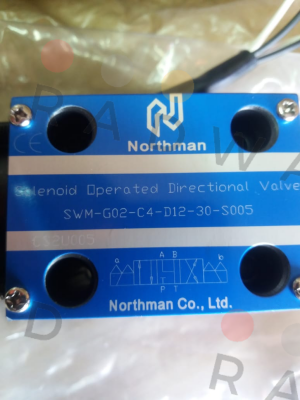 Northman
Solenoid Operated Directional Valve
SWM-G02-C4-D12-30-S005
a A B b
P T
Northman Co., Ltd.